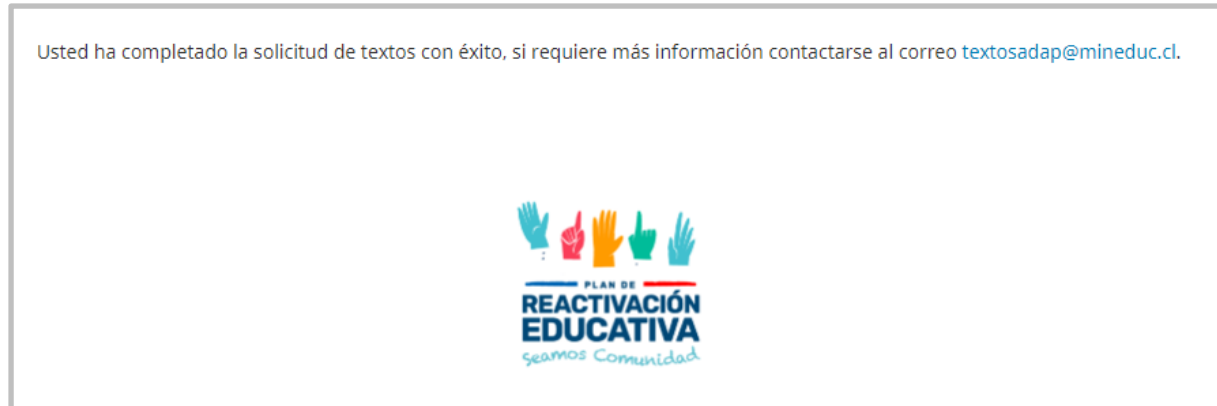 Usted ha completado la solicitud de textos con éxito, si requiere más información contactarse al correo textosadap@mineduc.cl.
PLAN DE
REACTIVACIÓN
EDUCATIVA
Seamos Comunidad